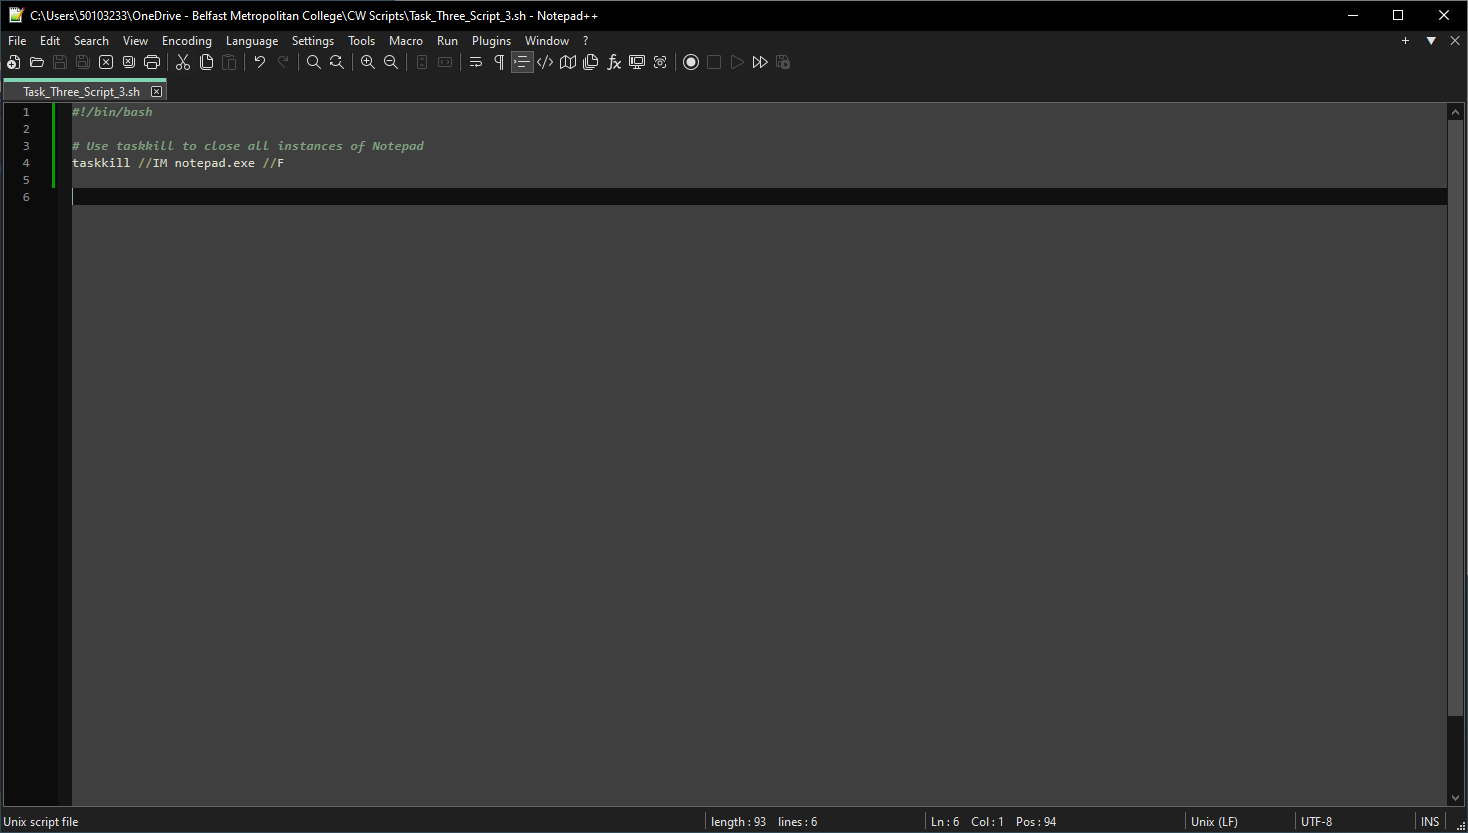 C:\Users\50103233\OneDrive - Belfast Metropolitan College\CW Scripts\Task_Three_Script_3.sh - Notepad++
File Edit Search View Encoding Language Settings Tools Macro Run Plugins Window ?
Task_Three_Script_3.sh
1 #!/bin/bash
2
3 # Use taskkill to close all instances of Notepad
4 taskkill //IM notepad.exe //F
5
6
Unix script file length : 93 lines : 6 Ln : 6 Col : 1 Pos : 94 Unix (LF) UTF-8 INS